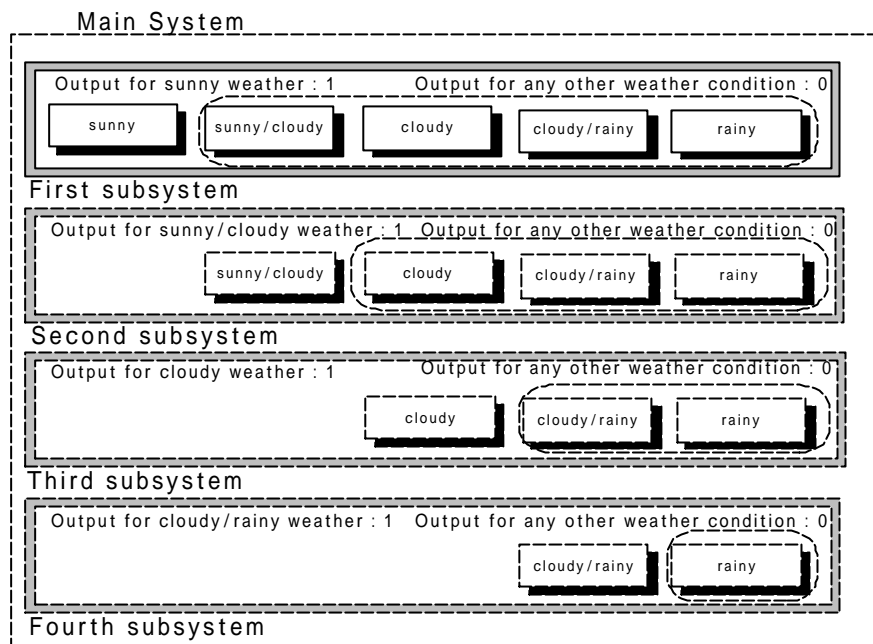 Main System
Output for sunny weather : 1 Output for any other weather condition : 0
sunny sunny/cloudy cloudy cloudy/rainy rainy
First subsystem
Output for sunny/cloudy weather : 1 Output for any other weather condition : 0
sunny/cloudy cloudy cloudy/rainy rainy
Second subsystem
Output for cloudy weather : 1 Output for any other weather condition : 0
cloudy cloudy/rainy rainy
Third subsystem
Output for cloudy/rainy weather : 1 Output for any other weather condition : 0
cloudy/rainy rainy
Fourth subsystem